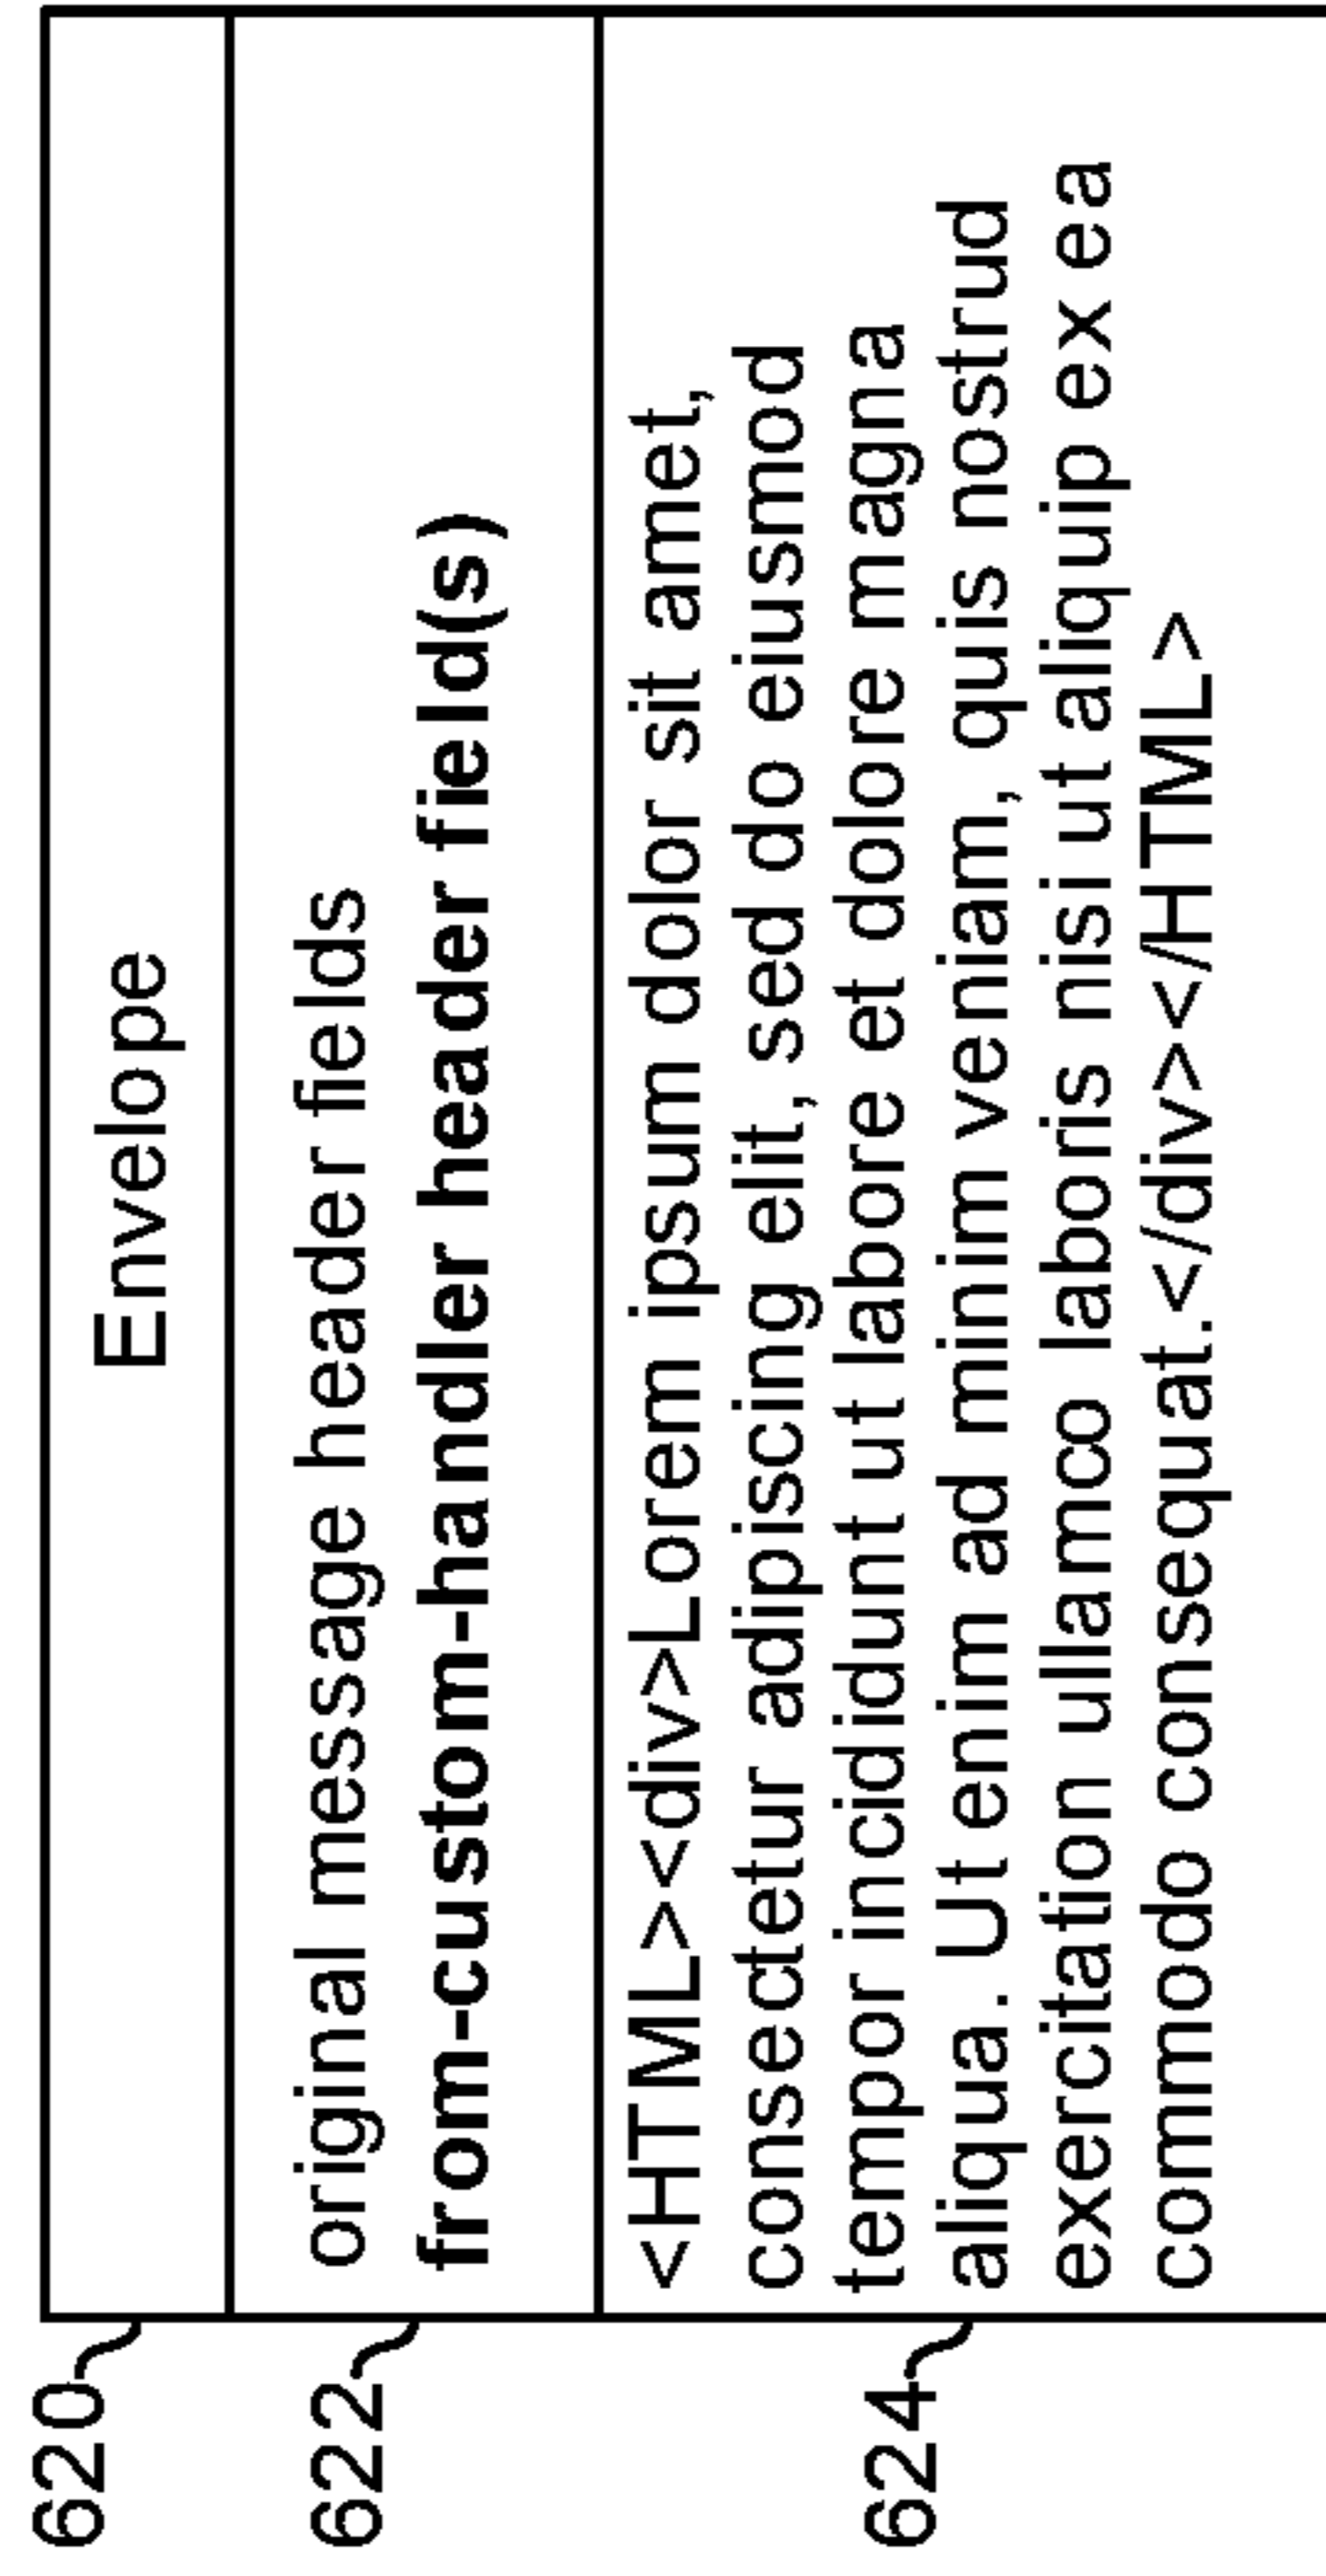 620
Envelope
622
original message header fields
from-custom-handler header field(s)
624
<HTML><div>Lorem ipsum dolor sit amet,
consectetur adipiscing elit, sed do eiusmod
tempor incididunt ut labore et dolore magna
aliqua. Ut enim ad minim veniam, quis nostrud
exercitation ullamco laboris nisi ut aliquip ex ea
commodo consequat.</div></HTML>